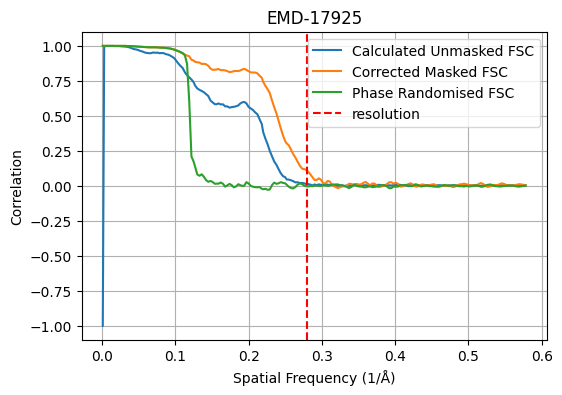 EMD-17925
Calculated Unmasked FSC
Corrected Masked FSC
Phase Randomised FSC
resolution
1.00
0.75
0.50
0.25
0.00
−0.25
−0.50
−0.75
−1.00
Correlation
0.0 0.1 0.2 0.3 0.4 0.5 0.6
Spatial Frequency (1/Å)